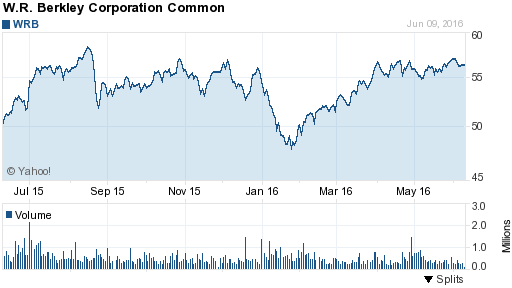 W.R. Berkley Corporation Common
WRB
Jun 09, 2016
60
55
50
45
© Yahoo!
Jul 15 Sep 15 Nov 15 Jan 16 Mar 16 May 16
Volume
3.0
2.0
1.0
0.0
Millions
▼ Splits